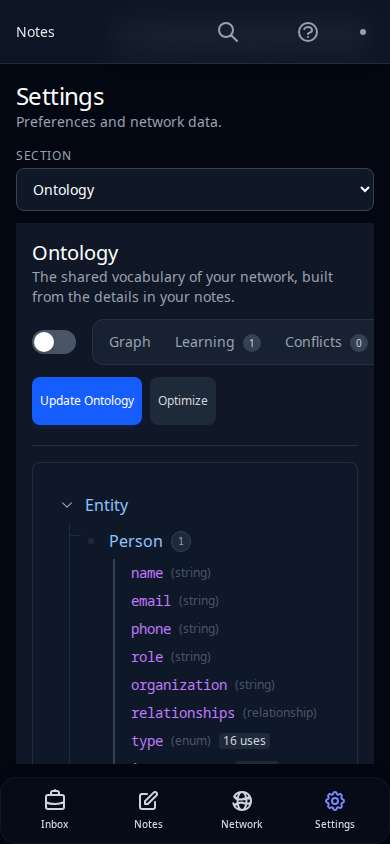 Notes
Settings
Preferences and network data.
SECTION
Ontology
Ontology
The shared vocabulary of your network, built
from the details in your notes.
Graph Learning 1 Conflicts 0
Update Ontology Optimize
Entity
Person 1
name (string)
email (string)
phone (string)
role (string)
organization (string)
relationships (relationship)
type (enum) 16 uses
Inbox Notes Network Settings